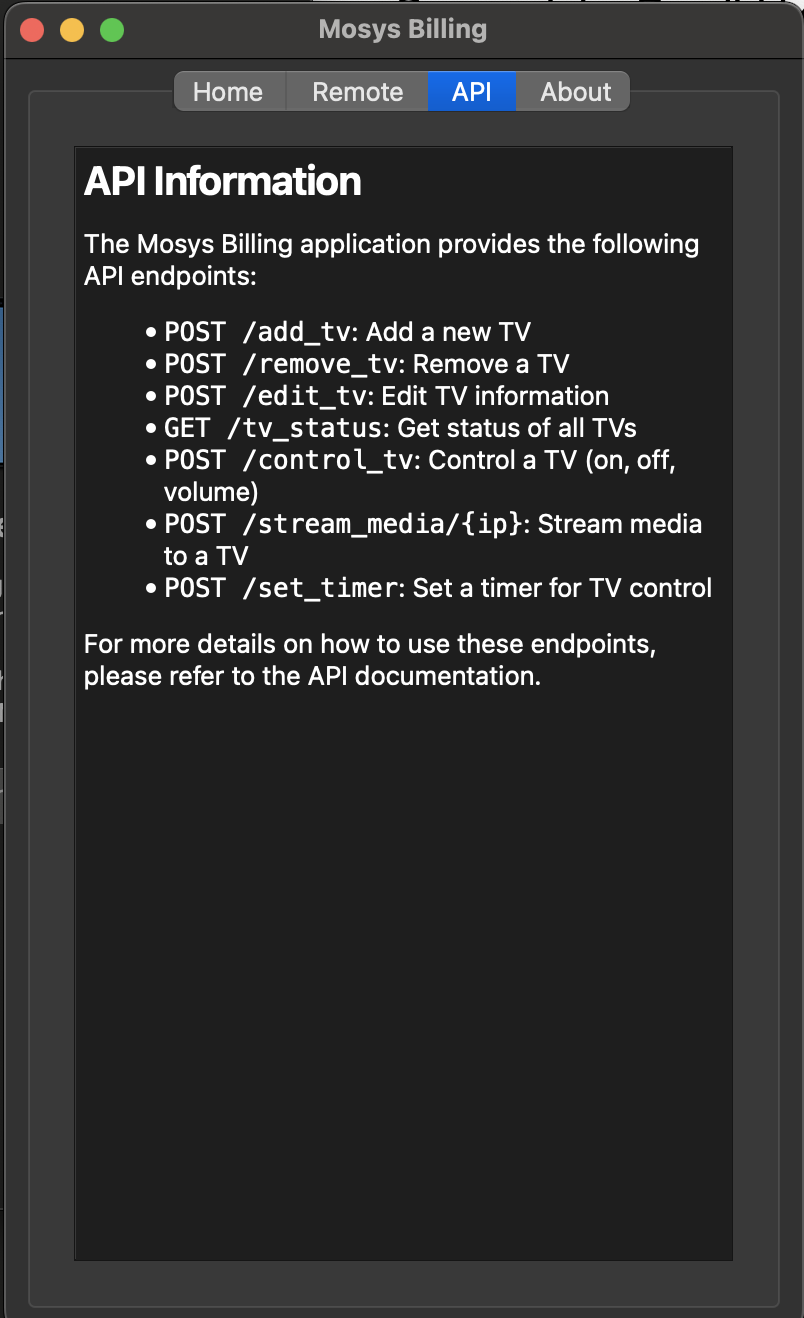 Mosys Billing
Home Remote API About
API Information
The Mosys Billing application provides the following
API endpoints:
• POST /add_tv: Add a new TV
• POST /remove_tv: Remove a TV
• POST /edit_tv: Edit TV information
• GET /tv_status: Get status of all TVs
• POST /control_tv: Control a TV (on, off,
volume)
• POST /stream_media/{ip}: Stream media
to a TV
• POST /set_timer: Set a timer for TV control
For more details on how to use these endpoints,
please refer to the API documentation.